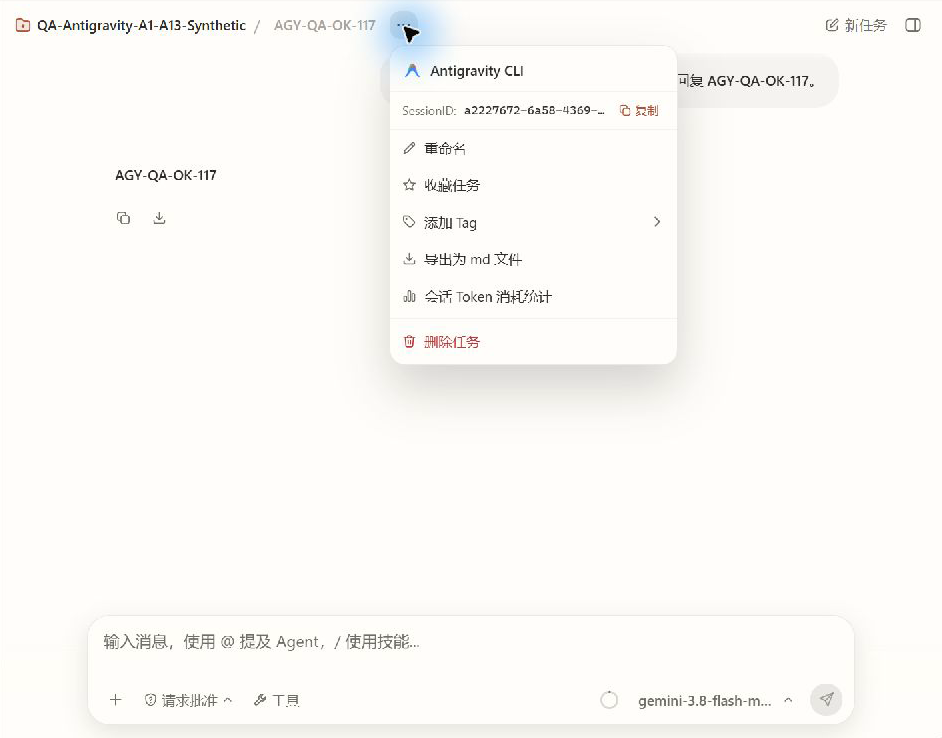 QA-Antigravity-A1-A13-Synthetic / AGY-QA-OK-117 ... 新任务
Antigravity CLI
回复 AGY-QA-OK-117。
SessionID: a2227672-6a58-4369-... 复制
重命名
AGY-QA-OK-117
收藏任务
添加 Tag
导出为 md 文件
会话 Token 消耗统计
删除任务
输入消息，使用 @ 提及 Agent，/ 使用技能...
请求批准 工具 gemini-3.8-flash-m...